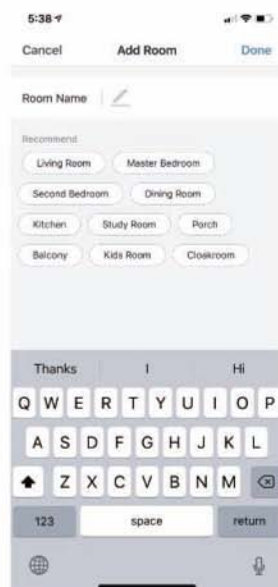 5:38
Cancel Add Room Done
Room Name
Recommend
Living Room Master Bedroom
Second Bedroom Dining Room
Kitchen Study Room Porch
Balcony Kids Room Cloakroom
Thanks I Hi
Q W E R T Y U I O P
A S D F G H J K L
Z X C V B N M
123 space return